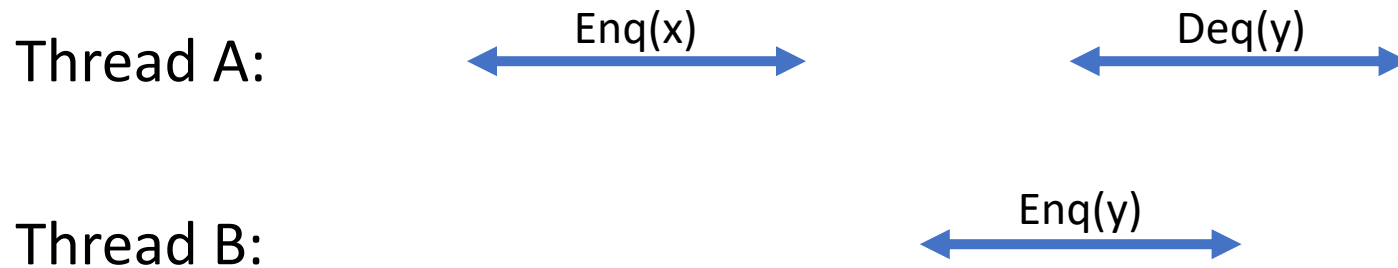 Enq(x) Deq(y)
Thread A:
Enq(y)
Thread B: